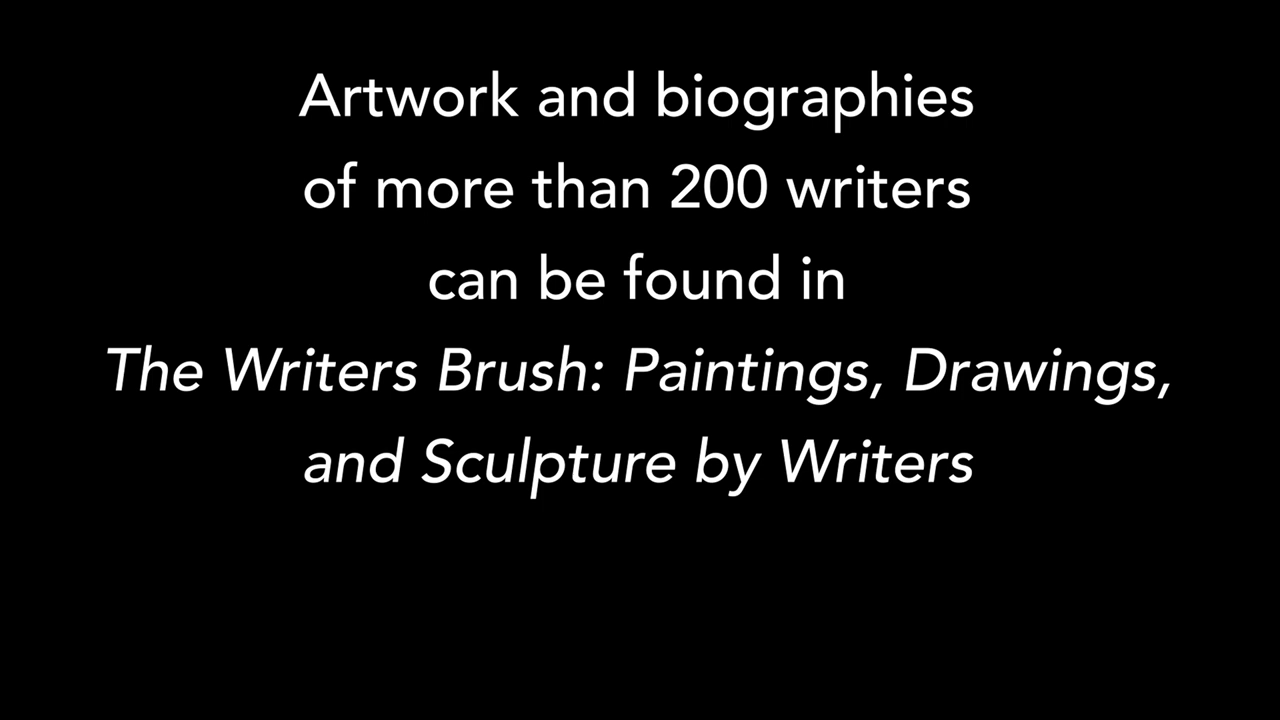 Artwork and biographies
of more than 200 writers
can be found in
The Writers Brush: Paintings, Drawings,
and Sculpture by Writers